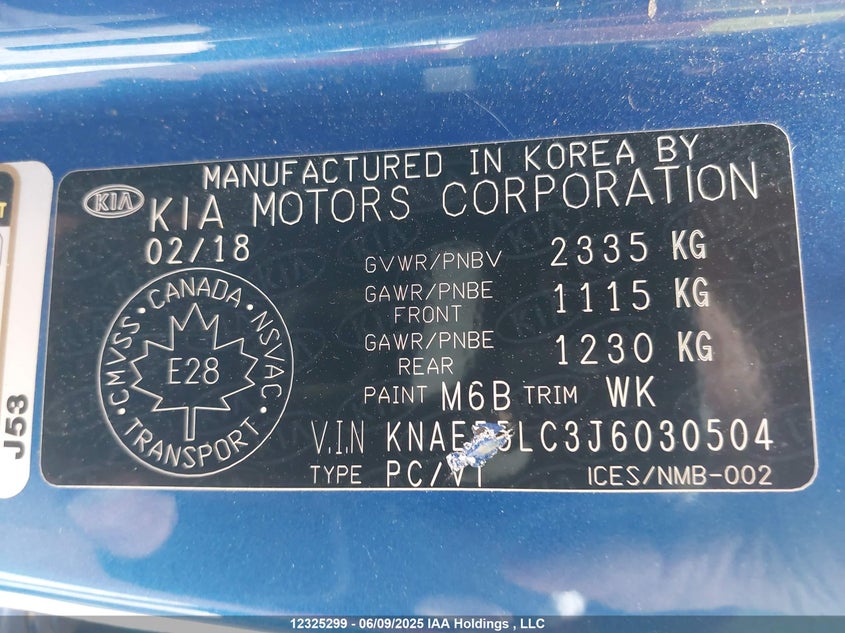 MANUFACTURED IN KOREA BY
KIA KIA MOTORS CORPORATION
02/18
GVWR/PNBV 2335 KG
GAWR/PNBE FRONT 1115 KG
GAWR/PNBE REAR 1230 KG
PAINT M6B TRIM WK
V.I.N
TYPE PC/VT ICES/NMB-002
CMVSS · CANADA · NSVAC · TRANSPORT
E28
J53
12325299 - 06/09/2025 IAA Holdings , LLC